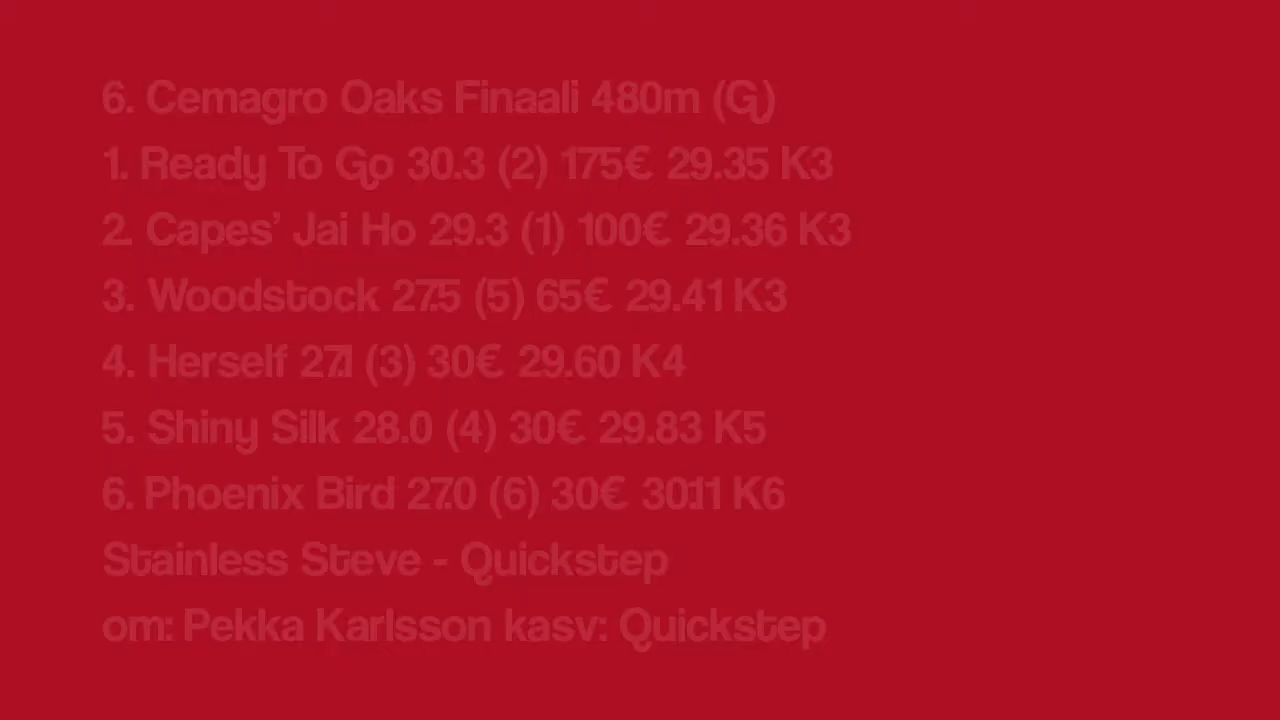 6. Cemagro Oaks Finaali 480m (G)
1. Ready To Go 30.3 (2) 175€ 29.35 K3
2. Capes’ Jai Ho 29.3 (1) 100€ 29.36 K3
3. Woodstock 27.5 (5) 65€ 29.41 K3
4. Herself 27.1 (3) 30€ 29.60 K4
5. Shiny Silk 28.0 (4) 30€ 29.83 K5
6. Phoenix Bird 27.0 (6) 30€ 30.11 K6
Stainless Steve - Quickstep
om: Pekka Karlsson kasv: Quickstep